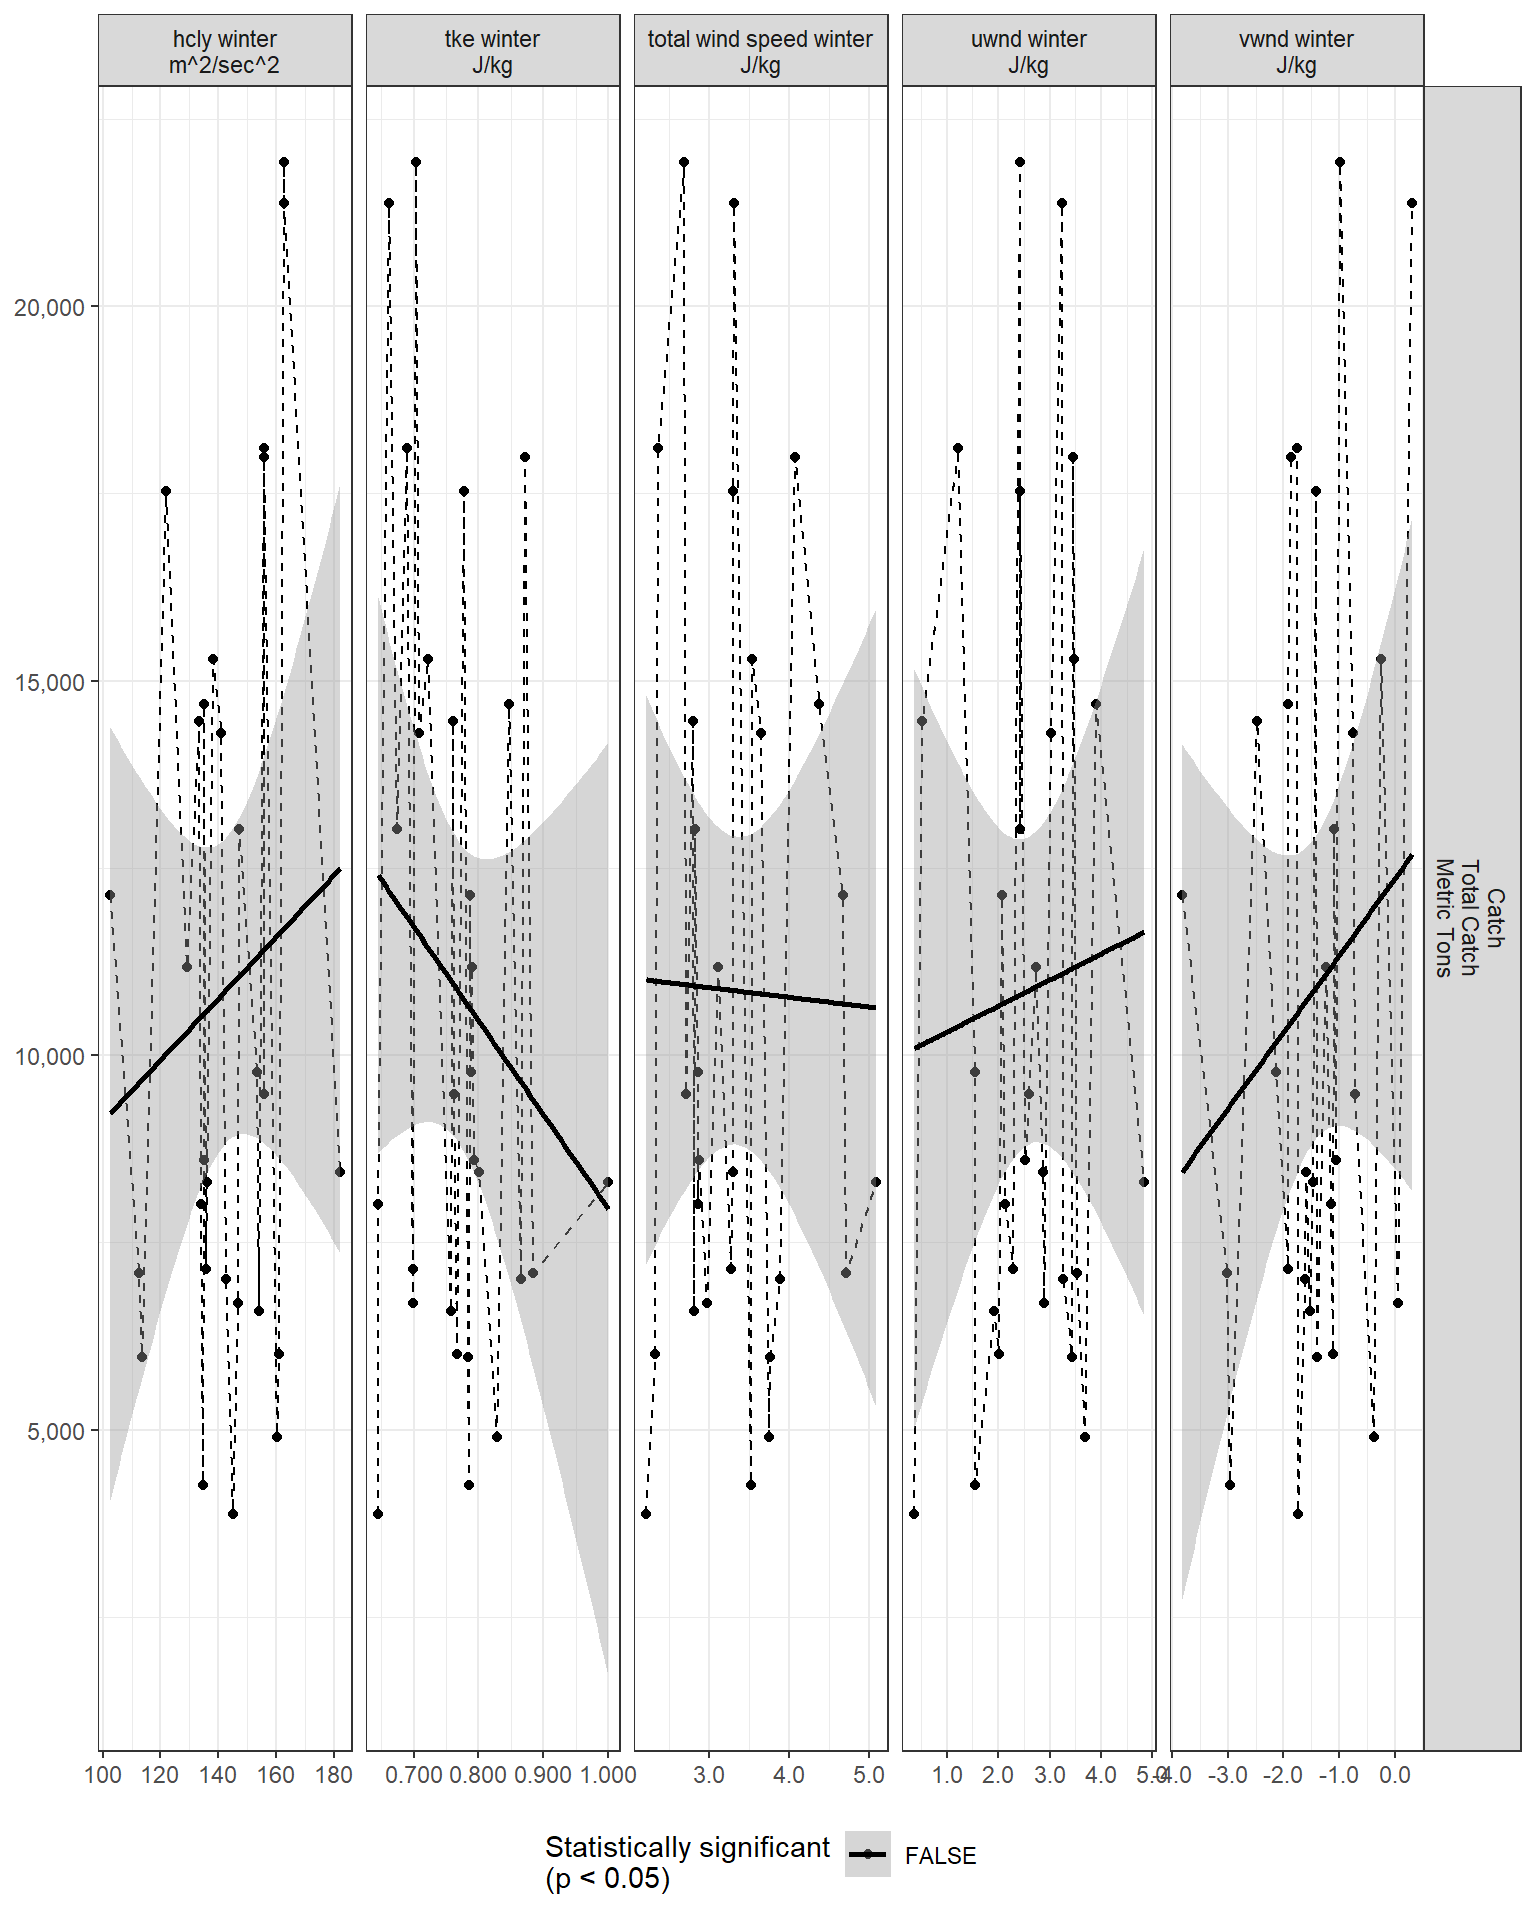 hcly winter
m^2/sec^2
tke winter
J/kg
total wind speed winter
J/kg
uwnd winter
J/kg
vwnd winter
J/kg
20,000
15,000
10,000
5,000
Catch
Total Catch
Metric Tons
100 120 140 160 180
0.700 0.800 0.900 1.000
3.0 4.0 5.0
1.0 2.0 3.0 4.0 5.0
-4.0 -3.0 -2.0 -1.0 0.0
Statistically significant
(p < 0.05)
FALSE